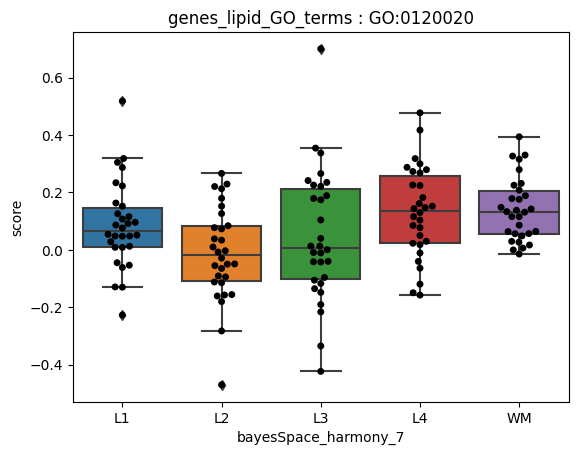 genes_lipid_GO_terms : GO:0120020
score
0.6
0.4
0.2
0.0
−0.2
−0.4
L1 L2 L3 L4 WM
bayesSpace_harmony_7